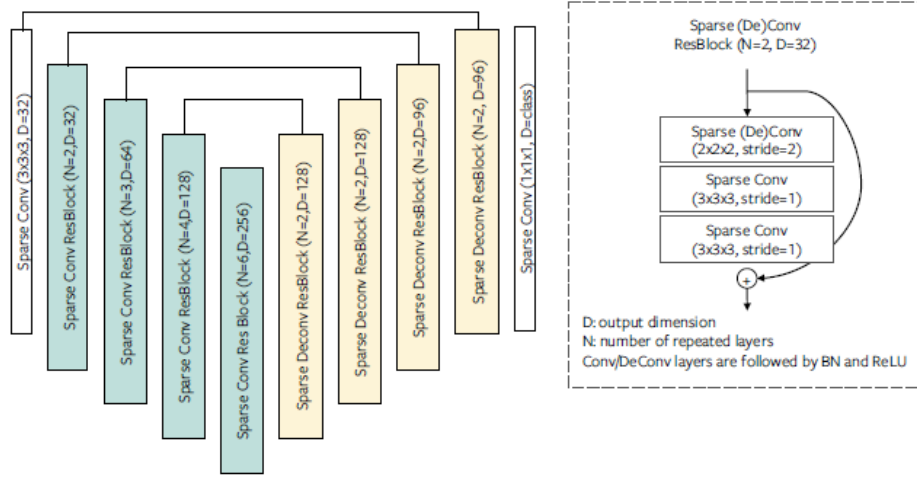 Sparse Conv (3x3x3, D=32)
Sparse Conv ResBlock (N=2,D=32)
Sparse Conv ResBlock (N=3,D=64)
Sparse Conv ResBlock (N=4,D=128)
Sparse Conv Res Block (N=6,D=256)
Sparse Deconv ResBlock (N=2,D=128)
Sparse Deconv ResBlock (N=2,D=128)
Sparse Deconv ResBlock (N=2,D=96)
Sparse Deconv ResBlock (N=2, D=96)
Sparse Conv (1x1x1, D=class)
Sparse (De)Conv
ResBlock (N=2, D=32)
Sparse (De)Conv
(2x2x2, stride=2)
Sparse Conv
(3x3x3, stride=1)
Sparse Conv
(3x3x3, stride=1)
+
D: output dimension
N: number of repeated layers
Conv/DeConv layers are followed by BN and ReLU